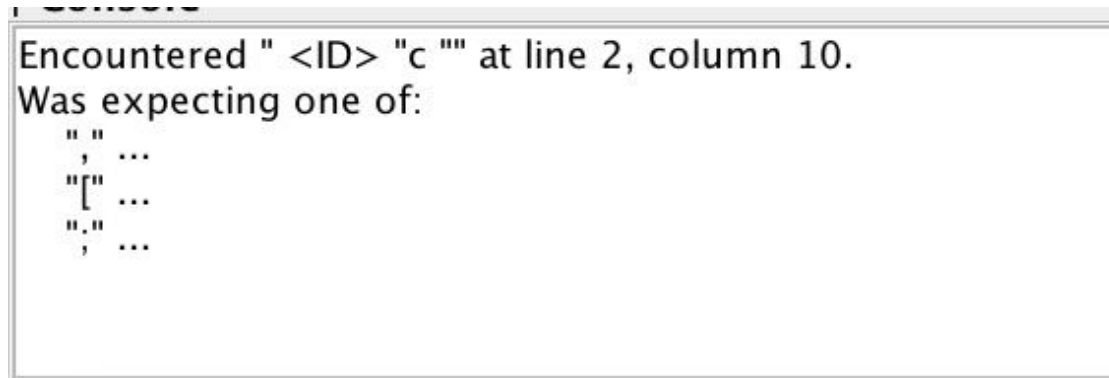 Encountered " <ID> "c "" at line 2, column 10.
Was expecting one of:
"," ...
"[" ...
";" ...